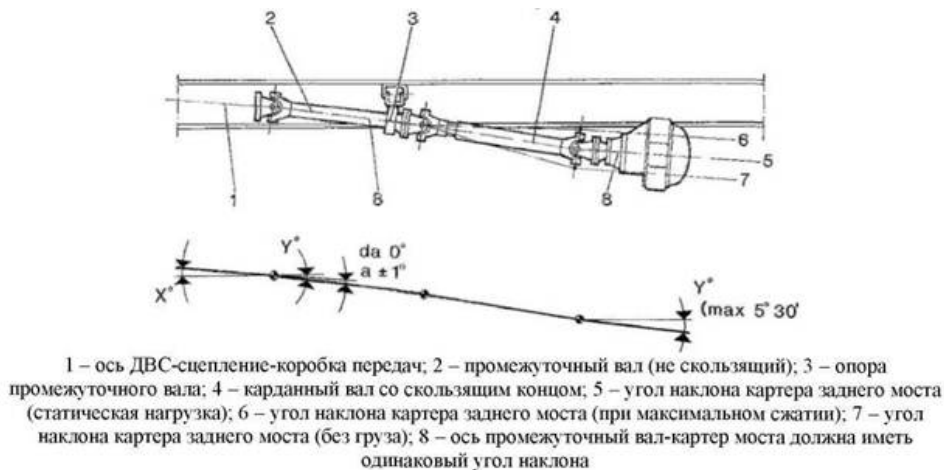 2 3 4
6
5
7
1 8 8
Y° da 0°
a ± 1° Y°
X° (max 5° 30'
1 – ось ДВС-сцепление-коробка передач; 2 – промежуточный вал (не скользящий); 3 – опора
промежуточного вала; 4 – карданный вал со скользящим концом; 5 – угол наклона картера заднего моста
(статическая нагрузка); 6 – угол наклона картера заднего моста (при максимальном сжатии); 7 – угол
наклона картера заднего моста (без груза); 8 – ось промежуточный вал-картер моста должна иметь
одинаковый угол наклона